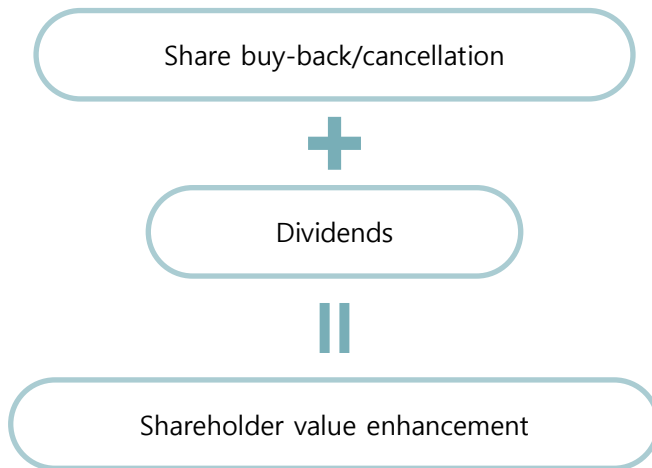 Share buy-back/cancellation
+
Dividends
=
Shareholder value enhancement